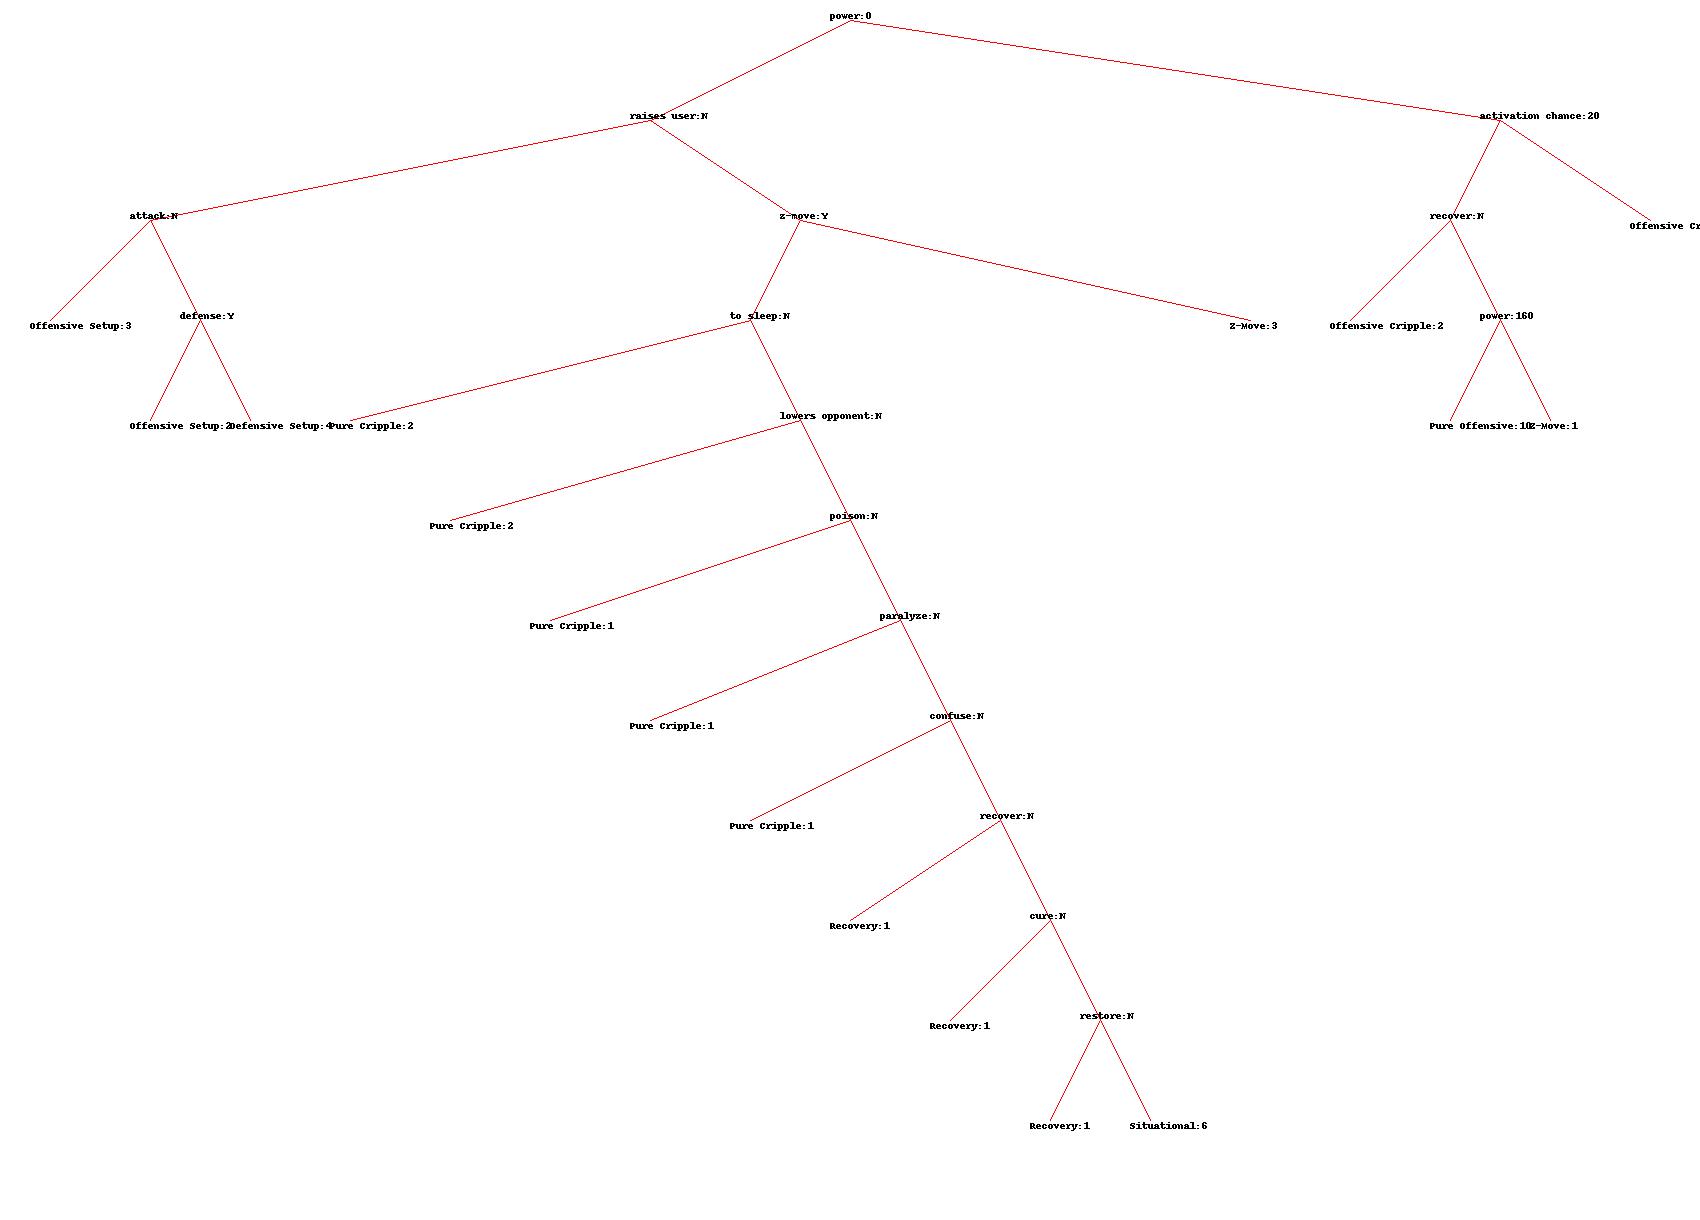 power:0
raises user:N
activation chance:20
attack:N
z-move:Y
recover:N
Offensive Cr
Offensive Setup:3
defense:Y
to sleep:N
Z-Move:3
Offensive Cripple:2
power:160
Offensive Setup:2
Defensive Setup:4
Pure Cripple:2
lowers opponent:N
Pure Offensive:10
Z-Move:1
Pure Cripple:2
poison:N
Pure Cripple:1
paralyze:N
Pure Cripple:1
confuse:N
Pure Cripple:1
recover:N
Recovery:1
cure:N
Recovery:1
restore:N
Recovery:1
Situational:6